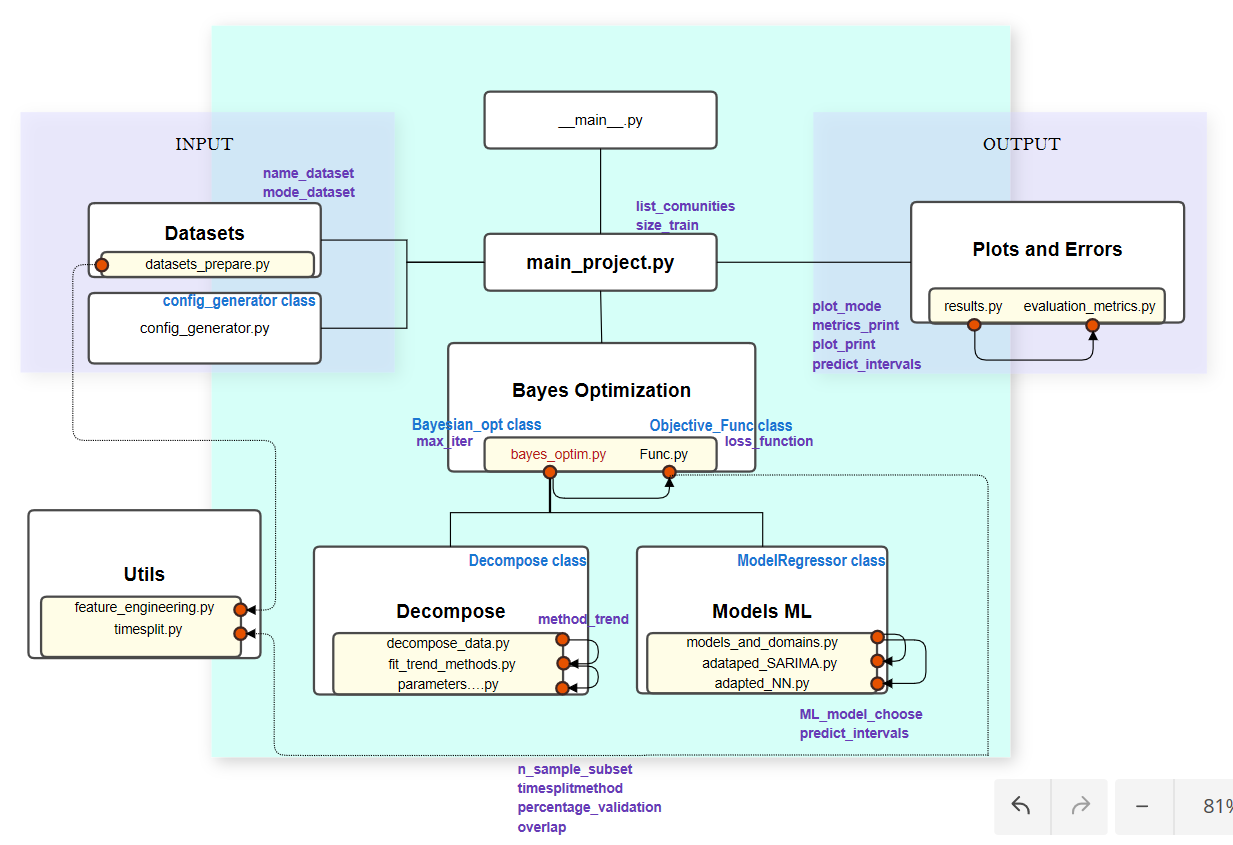 __main__.py
INPUT
OUTPUT
name_dataset
mode_dataset
list_comunities
size_train
Datasets
datasets_prepare.py
main_project.py
Plots and Errors
results.py evaluation_metrics.py
config_generator class
config_generator.py
plot_mode
metrics_print
plot_print
predict_intervals
Bayes Optimization
Bayesian_opt class
max_iter
Objective_Func class
loss_function
bayes_optim.py Func.py
Utils
feature_engineering.py
timesplit.py
Decompose class
Decompose
method_trend
decompose_data.py
fit_trend_methods.py
parameters....py
ModelRegressor class
Models ML
models_and_domains.py
adataped_SARIMA.py
adapted_NN.py
ML_model_choose
predict_intervals
n_sample_subset
timesplitmethod
percentage_validation
overlap
81%